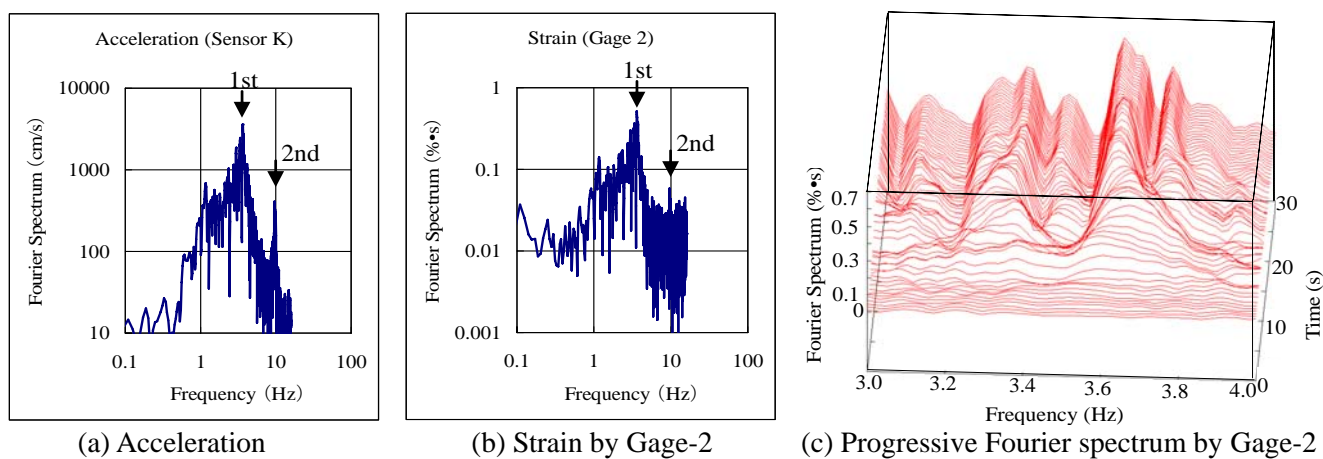 Acceleration (Sensor K)
1st
2nd
10000
1000
100
10
0.1
1
10
100
Fourier Spectrum (cm/s)
Frequency (Hz)
(a) Acceleration
Strain (Gage 2)
1st
2nd
1
0.1
0.01
0.001
0.1
1
10
100
Fourier Spectrum (%•s)
Frequency (Hz)
(b) Strain by Gage-2
0.7
0.5
0.3
0.1
0
Fourier Spectrum (%•s)
3.0
3.2
3.4
3.6
3.8
4.0
Frequency (Hz)
0
10
20
30
Time (s)
(c) Progressive Fourier spectrum by Gage-2